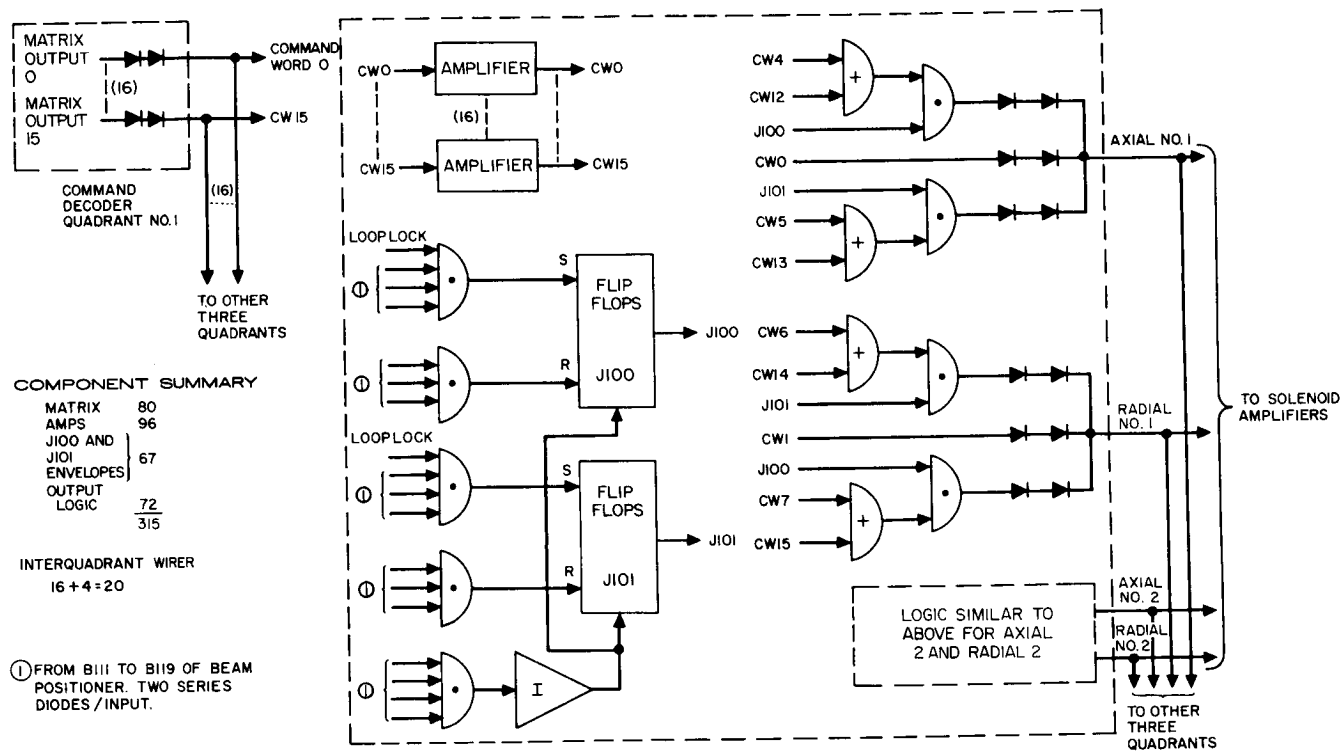 MATRIX
OUTPUT
0
(16)
MATRIX
OUTPUT
15
COMMAND
WORD 0
CW 15
COMMAND
DECODER
QUADRANT NO.1
(16)
TO OTHER
THREE
QUADRANTS
COMPONENT SUMMARY
MATRIX 80
AMPS 96
J100 AND
J101 67
ENVELOPES
OUTPUT
LOGIC 72
315
INTERQUADRANT WIRER
16+4=20
① FROM B111 TO B119 OF BEAM
POSITIONER. TWO SERIES
DIODES/INPUT.
CW0
AMPLIFIER
CW0
(16)
CW15
AMPLIFIER
CW15
LOOP LOCK
①
•
S
FLIP
FLOPS
J100
①
•
R
J100
LOOP LOCK
①
•
S
FLIP
FLOPS
J101
①
•
R
J101
①
•
I
CW4
+
CW12
•
J100
CW0
J101
•
CW5
+
CW13
AXIAL NO. 1
CW6
+
CW14
•
J101
CW1
J100
•
CW7
+
CW15
RADIAL
NO. 1
TO SOLENOID
AMPLIFIERS
LOGIC SIMILAR TO
ABOVE FOR AXIAL
2 AND RADIAL 2
AXIAL
NO. 2
RADIAL
NO. 2
TO OTHER
THREE
QUADRANTS